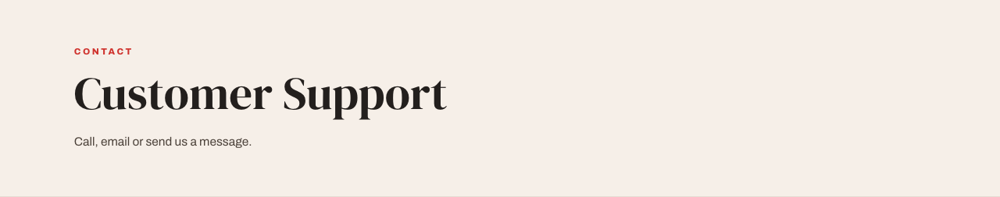 CONTACT
Customer Support
Call, email or send us a message.